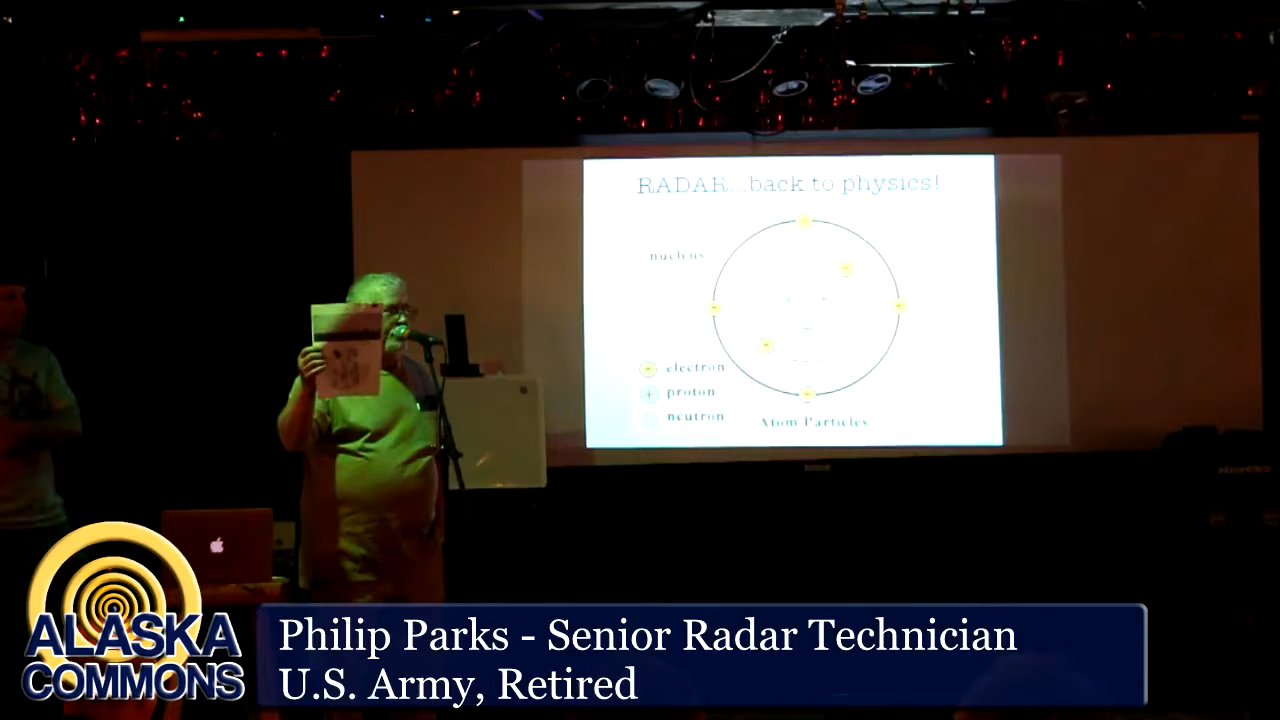 RADAR...back to physics!
nucleus
electron
proton
neutron
Atom Particles
ALASKA
COMMONS
Philip Parks - Senior Radar Technician
U.S. Army, Retired